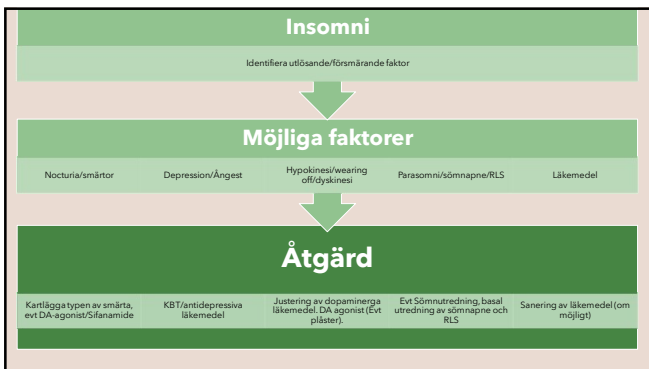 Insomni
Identifiera utlösande/försmärande faktor
Möjliga faktorer
Nocturia/smärtor
Depression/Ångest
Hypokinesi/wearing
off/dyskinesi
Parasomni/sömnapne/RLS
Läkemedel
Åtgärd
Kartlägga typen av smärta,
evt DA-agonist/Sifanamide
KBT/antidepressiva
läkemedel
Justering av dopaminerga
läkemedel. DA agonist (Evt
plåster).
Evt Sömnutredning, basal
utredning av sömnapne och
RLS
Sanering av läkemedel (om
möjligt)